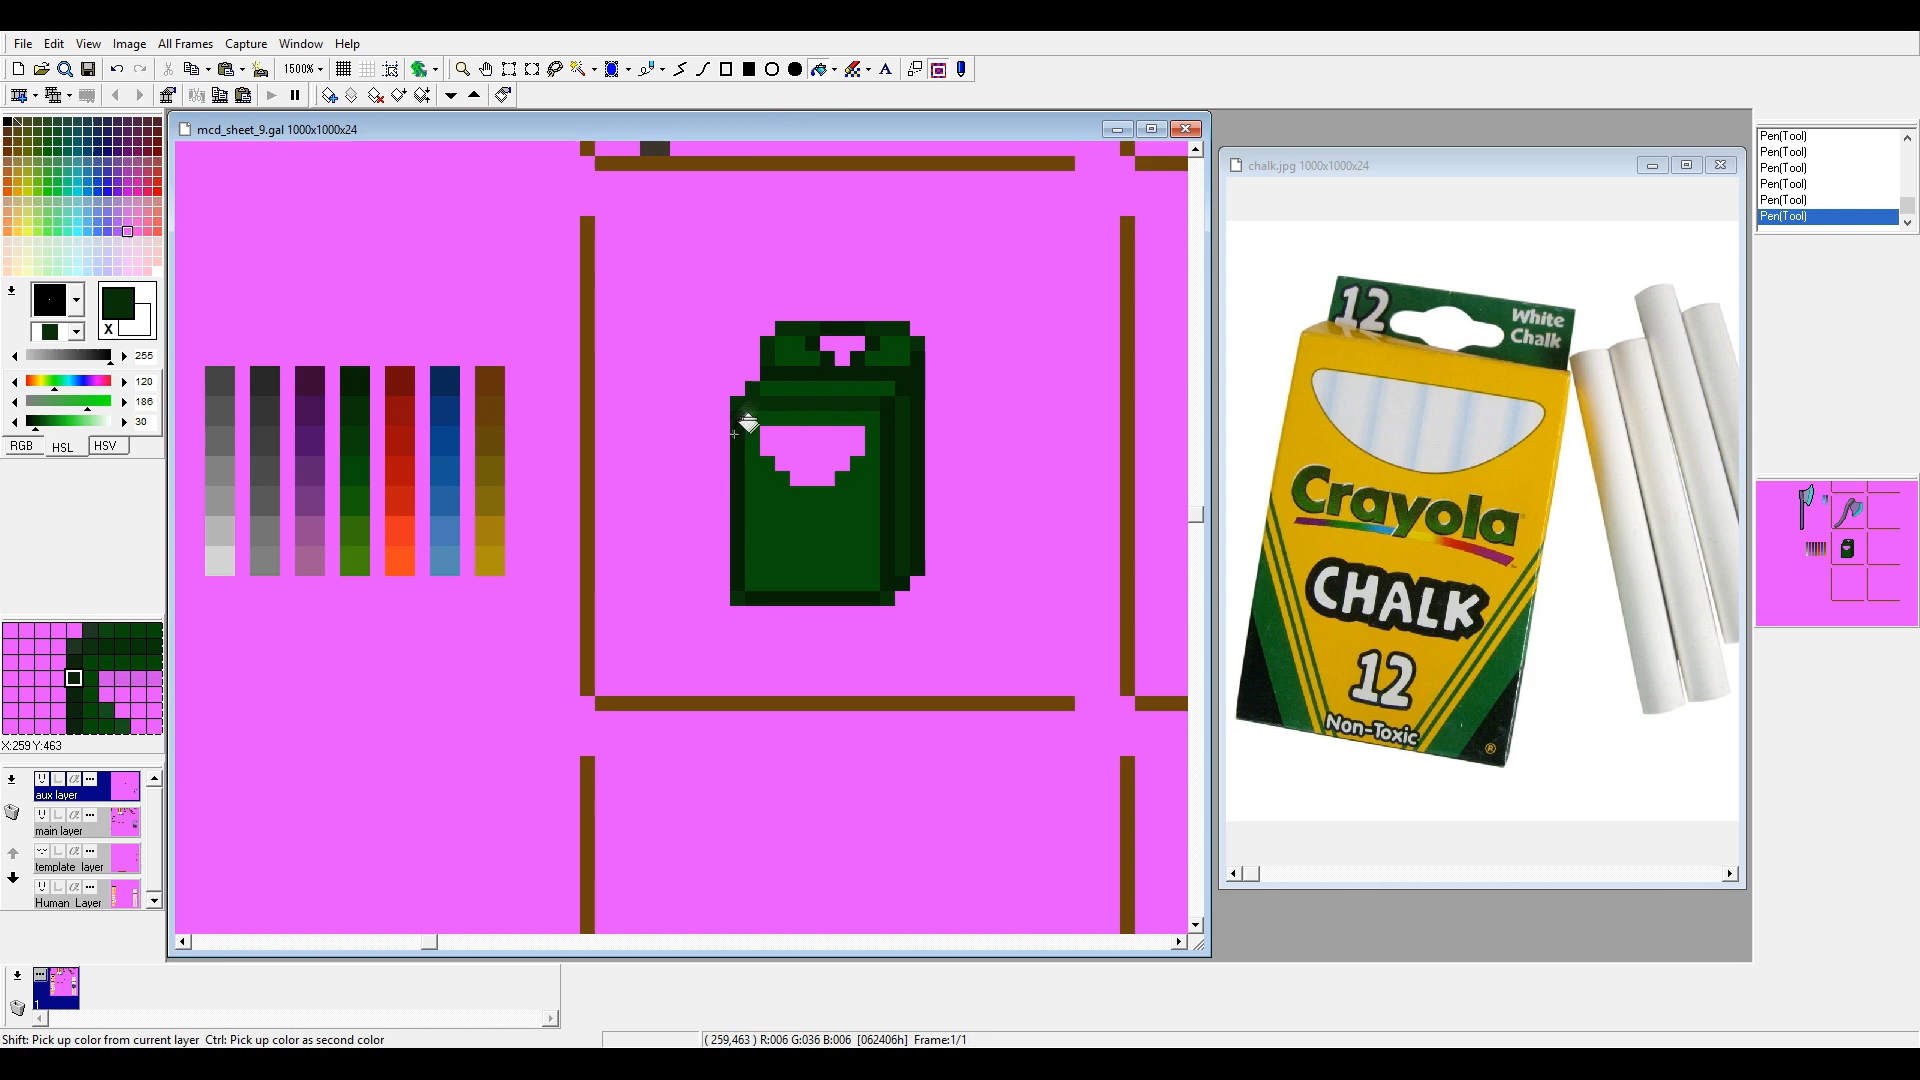 File Edit View Image All Frames Capture Window Help
1500%
mcd_sheet_9.gal 1000x1000x24
chalk.jpg 1000x1000x24
Pen(Tool)
Pen(Tool)
Pen(Tool)
Pen(Tool)
Pen(Tool)
Pen(Tool)
12
White
Chalk
Crayola
CHALK
12
Non-Toxic
®
X
255
120
186
30
RGB HSL HSV
X:259 Y:463
aux layer
main layer
template layer
Human Layer
1
Shift: Pick up color from current layer Ctrl: Pick up color as second color
( 259,463 ) R:006 G:036 B:006 [062406h] Frame:1/1